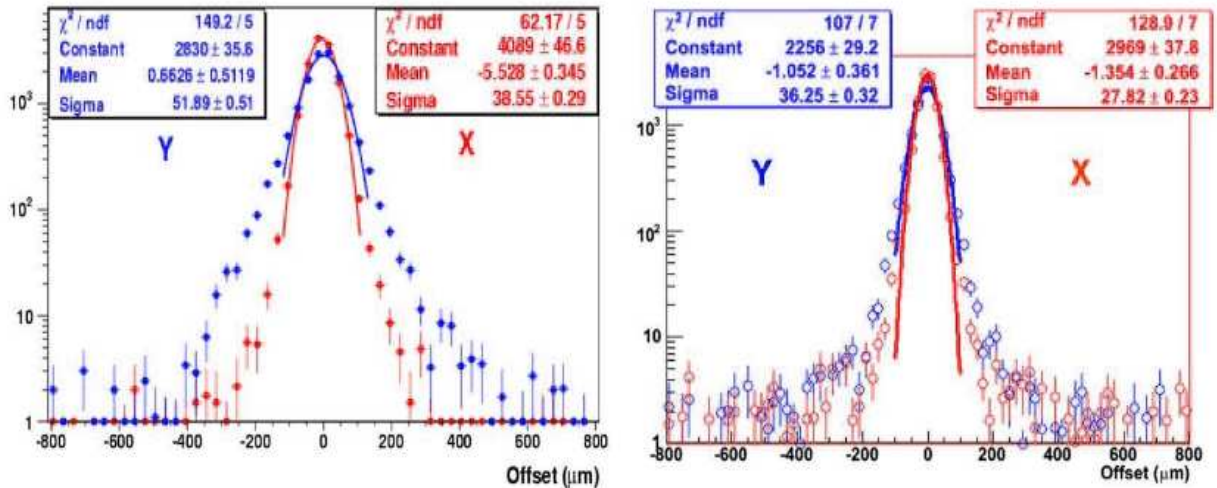 χ² / ndf 149.2 / 5
Constant 2830 ± 35.6
Mean 0.6626 ± 0.5119
Sigma 51.89 ± 0.51
χ² / ndf 62.17 / 5
Constant 4089 ± 46.6
Mean -5.528 ± 0.345
Sigma 38.55 ± 0.29
Y
X
10³
10²
10
1
-800 -600 -400 -200 0 200 400 600 800
Offset (μm)
χ² / ndf 107 / 7
Constant 2256 ± 29.2
Mean -1.052 ± 0.361
Sigma 36.25 ± 0.32
χ² / ndf 128.9 / 7
Constant 2969 ± 37.8
Mean -1.354 ± 0.266
Sigma 27.82 ± 0.23
Y
X
10³
10²
10
1
-800 -600 -400 -200 0 200 400 600 800
Offset (μm)